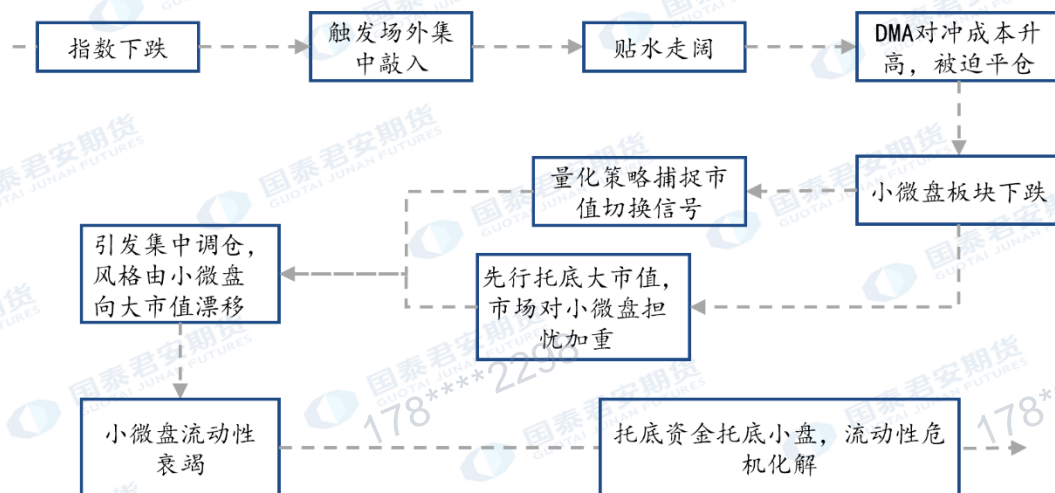 指数下跌
触发场外集
中敲入
贴水走阔
DMA对冲成本升
高，被迫平仓
量化策略捕捉市
值切换信号
小微盘板块下跌
引发集中调仓，
风格由小微盘
向大市值漂移
先行托底大市值，
市场对小微盘担
忧加重
小微盘流动性
衰竭
托底资金托底小盘，流动性危
机化解
国泰君安期货
GUOTAI JUNAN FUTURES
178****2298
178*